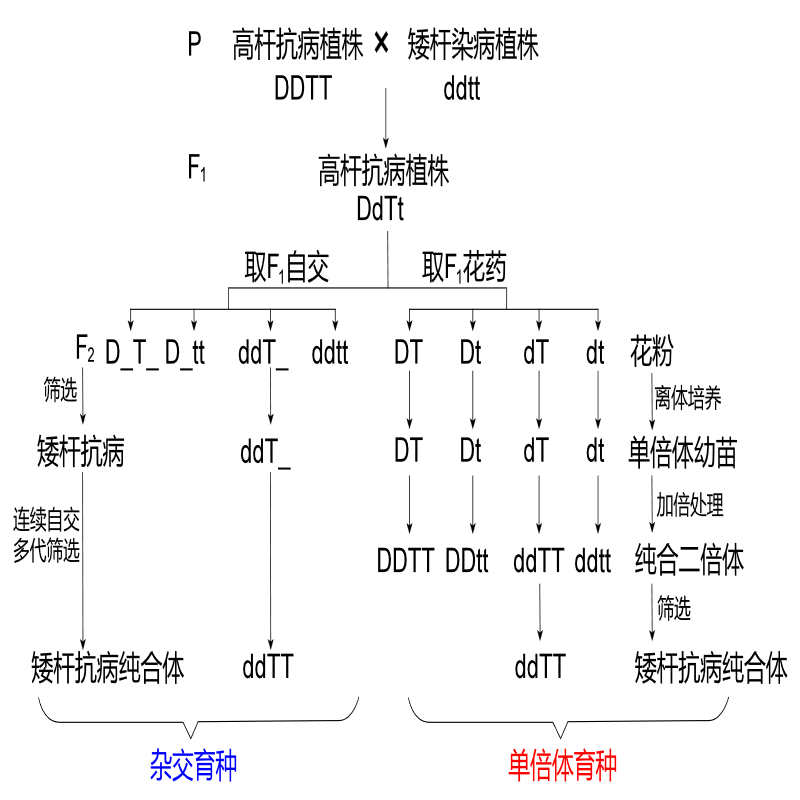 P 高杆抗病植株 × 矮杆染病植株
DDTT ddtt
F₁ 高杆抗病植株
DdTt
取F₁自交 取F₁花药
F₂ D_T_ D_tt ddT_ ddtt DT Dt dT dt 花粉
筛选 离体培养
矮杆抗病 ddT_ DT Dt dT dt 单倍体幼苗
连续自交 加倍处理
多代筛选
DDTT DDtt ddTT ddtt 纯合二倍体
筛选
矮杆抗病纯合体 ddTT ddTT 矮杆抗病纯合体
杂交育种 单倍体育种